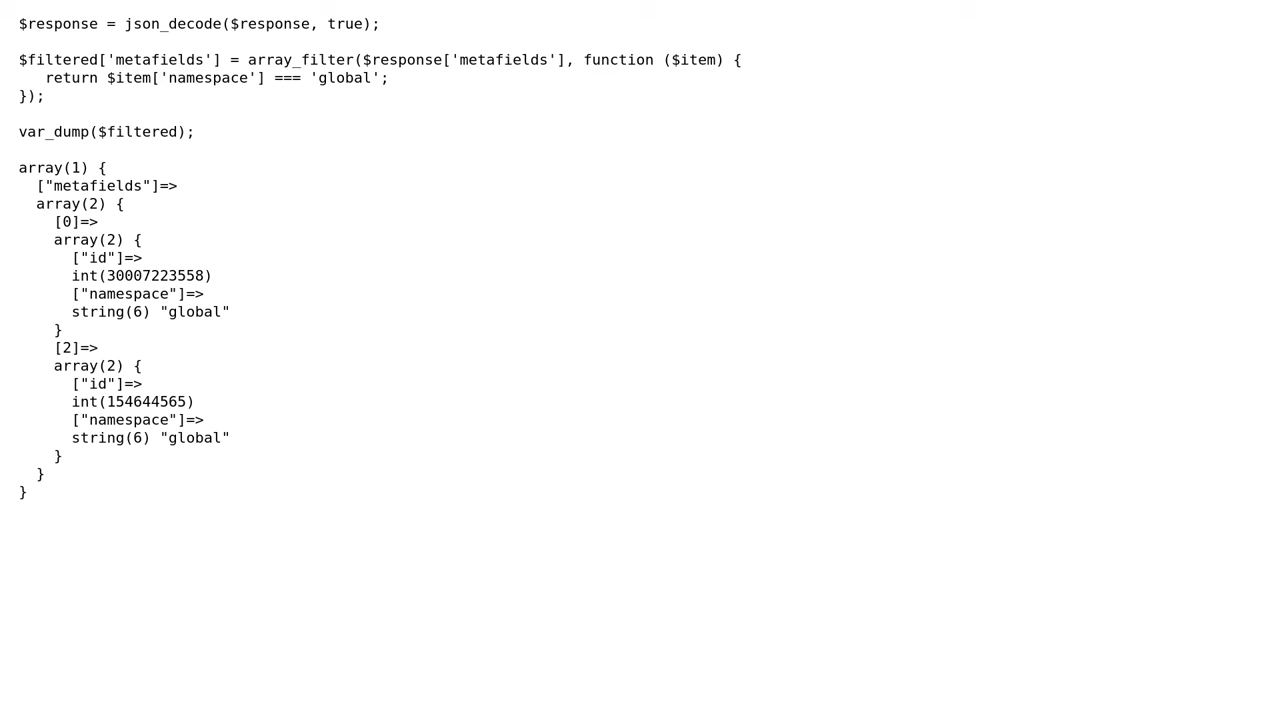 $response = json_decode($response, true);

$filtered['metafields'] = array_filter($response['metafields'], function ($item) {
   return $item['namespace'] === 'global';
});

var_dump($filtered);

array(1) {
  ["metafields"]=>
  array(2) {
    [0]=>
    array(2) {
      ["id"]=>
      int(30007223558)
      ["namespace"]=>
      string(6) "global"
    }
    [2]=>
    array(2) {
      ["id"]=>
      int(154644565)
      ["namespace"]=>
      string(6) "global"
    }
  }
}